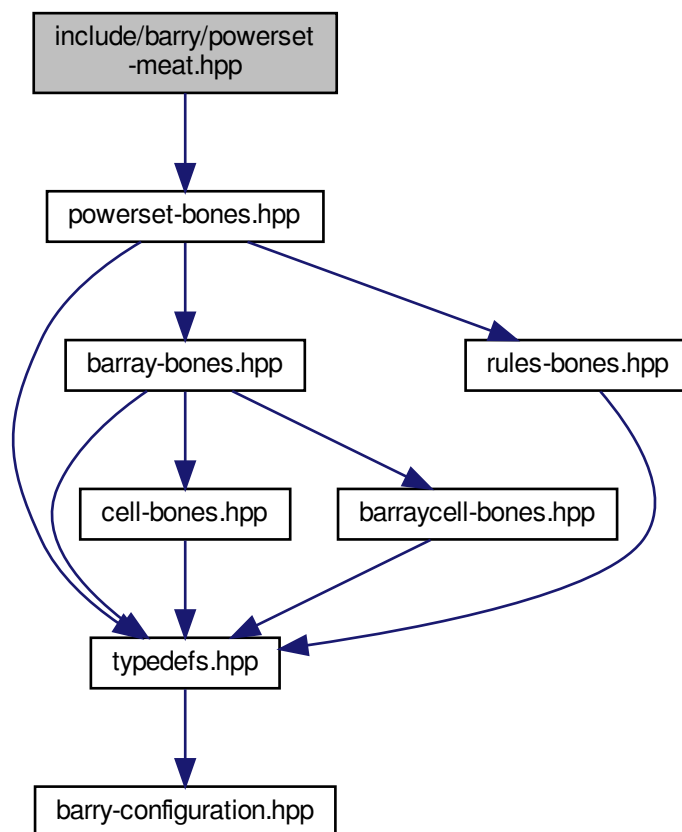 include/barry/powerset
-meat.hpp
powerset-bones.hpp
barray-bones.hpp
rules-bones.hpp
cell-bones.hpp
barraycell-bones.hpp
typedefs.hpp
barry-configuration.hpp